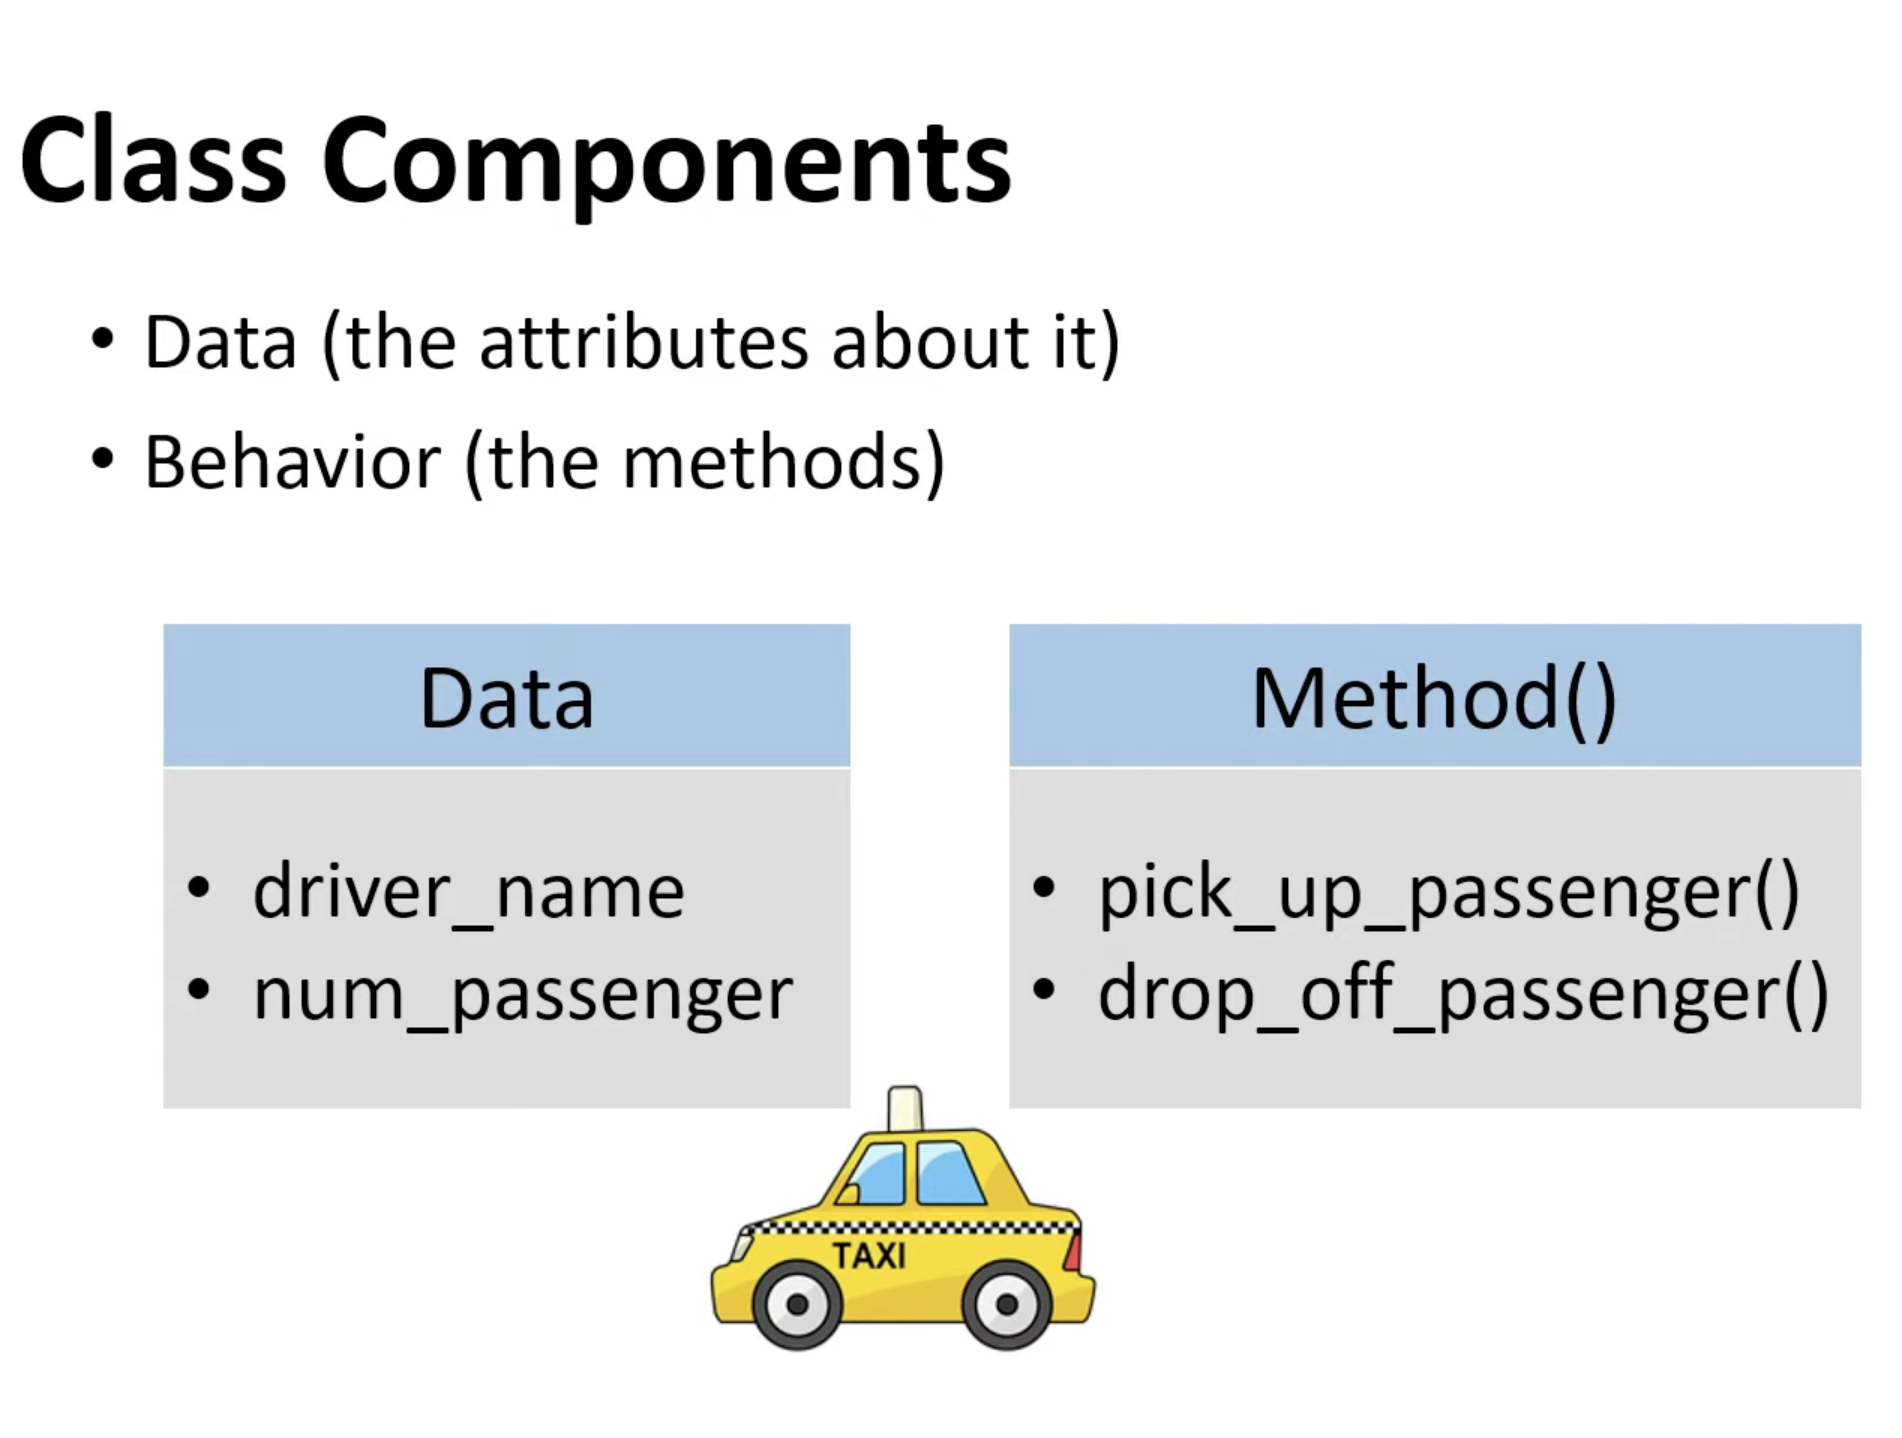 Class Components
• Data (the attributes about it)
• Behavior (the methods)
Data
• driver_name
• num_passenger
Method()
• pick_up_passenger()
• drop_off_passenger()
TAXI